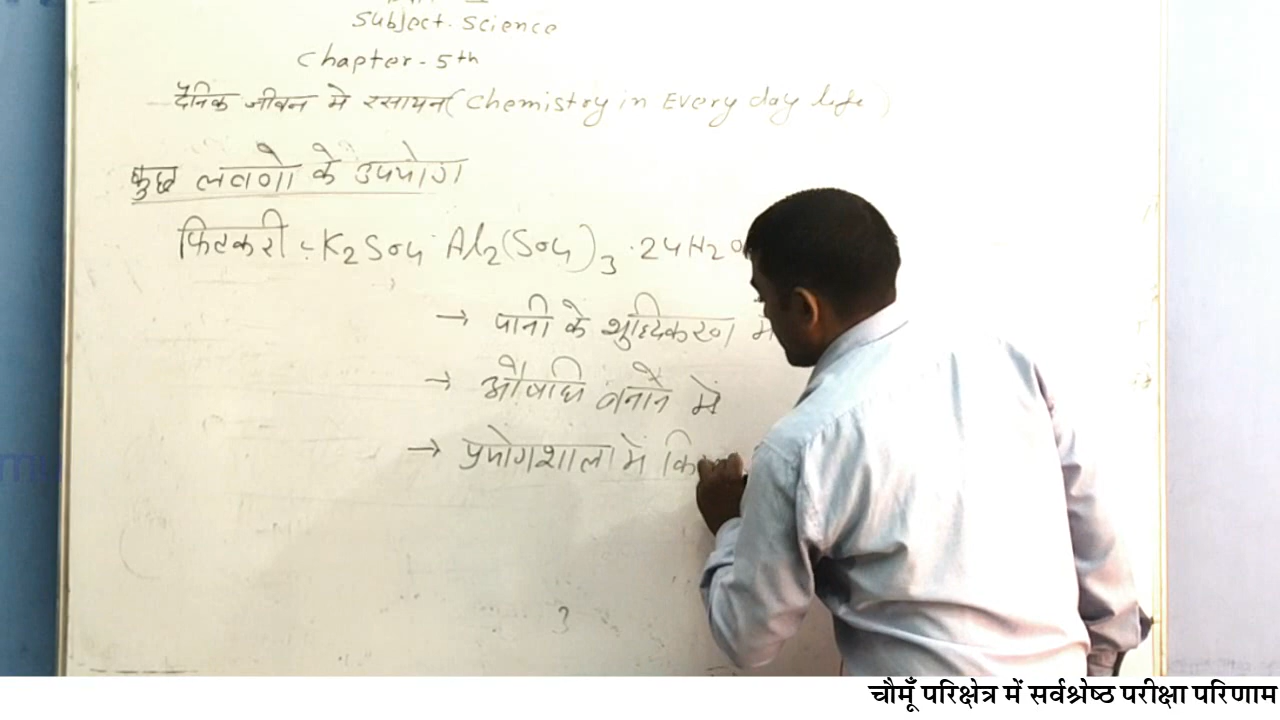 Subject. Science
Chapter - 5th
दैनिक जीवन मे रसायन (Chemistry in Every day life)
कुछ लवणो के उपयोग
फिटकरी :- K2SO4 Al2(SO4)3 . 24H2O
→ पानी के शुद्धिकरण में
→ औषधि बनाने में
→ प्रयोगशाला में
चौमूँ परिक्षेत्र में सर्वश्रेष्ठ परीक्षा परिणाम